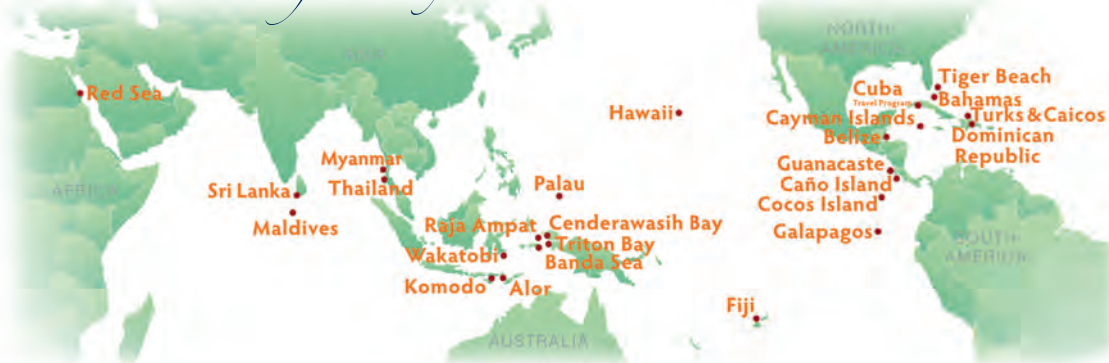 NORTH
AMERICA
ASIA
Tiger Beach
Cuba
Travel Program
Bahamas
Red Sea
Hawaii
Turks & Caicos
Cayman Islands
Belize
Dominican
Republic
Myanmar
Guanacaste
Thailand
Sri Lanka
Palau
Caño Island
AFRICA
Cocos Island
Maldives
Raja Ampat
Cenderawasih Bay
Galapagos
SOUTH
AMERICA
Triton Bay
Wakatobi
Banda Sea
Komodo
Alor
Fiji
AUSTRALIA